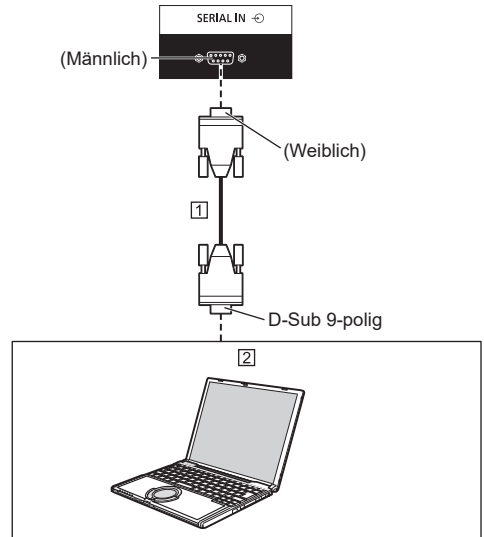 SERIAL IN
(Männlich)
(Weiblich)
1
D-Sub 9-polig
2